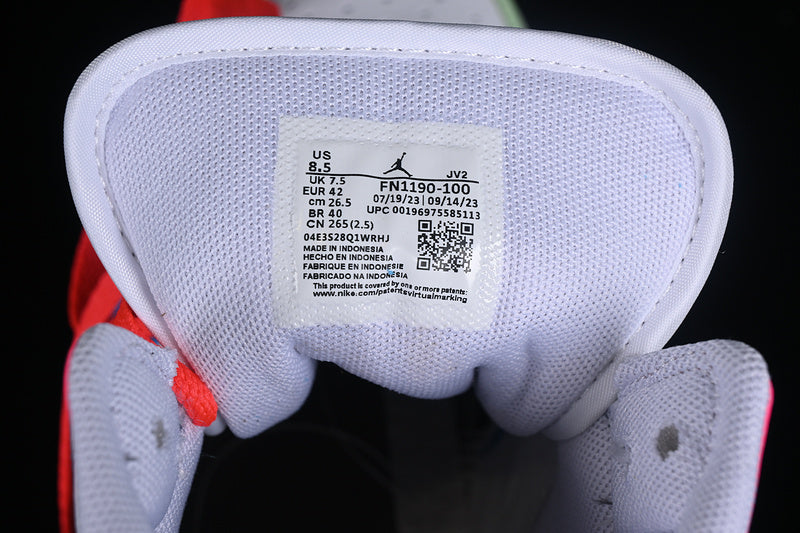 US
8.5
JV2
UK 7.5
FN1190-100
EUR 42
07/19/23 | 09/14/23
cm 26.5
UPC 00196975585113
BR 40
CN 265 (2.5)
04E3S28Q1WRHJ
MADE IN INDONESIA
HECHO EN INDONESIA
FABRIQUE EN INDONESIE
FABRICADO NA INDONESIA
This product is covered by one or more patents:
www.nike.com/patentsvirtualmarking